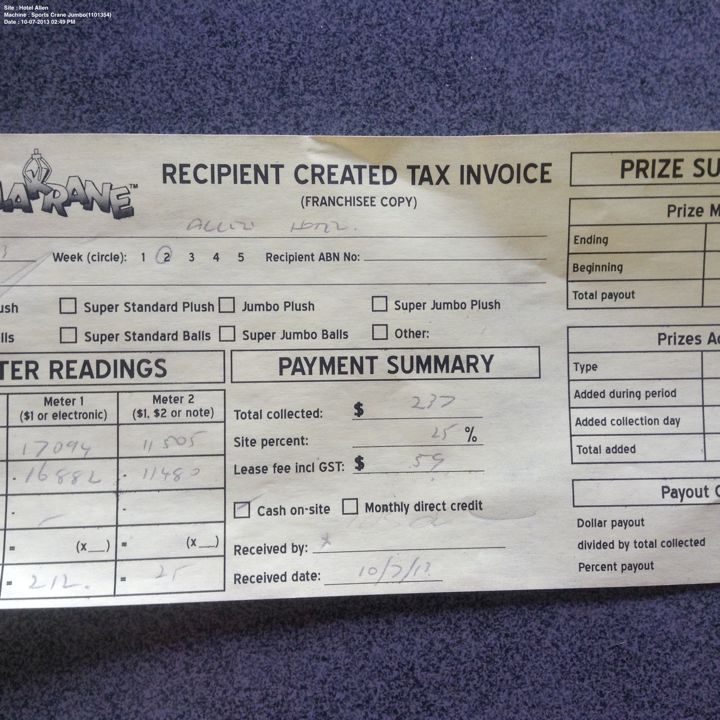 Site : Hotel Allen
Machine : Sports Crane Jumbo(1101354)
Date : 10-07-2013 02:49 PM
RECIPIENT CREATED TAX INVOICE
(FRANCHISEE COPY)
Week (circle): 1 2 3 4 5 Recipient ABN No:
Super Standard Plush Jumbo Plush Super Jumbo Plush
Super Standard Balls Super Jumbo Balls Other:
TER READINGS
Meter 1 Meter 2
($1 or electronic) ($1, $2 or note)
17094 11505
- 16882 - 11480
-
= (x__) = (x__)
= 212. = 25
PAYMENT SUMMARY
Total collected: $ 237
Site percent: 25 %
Lease fee incl GST: $ 59
Cash on-site Monthly direct credit
Received by:
Received date: 10/7/13
PRIZE SU
Prize M
Ending
Beginning
Total payout
Prizes Ad
Type
Added during period
Added collection day
Total added
Payout C
Dollar payout
divided by total collected
Percent payout